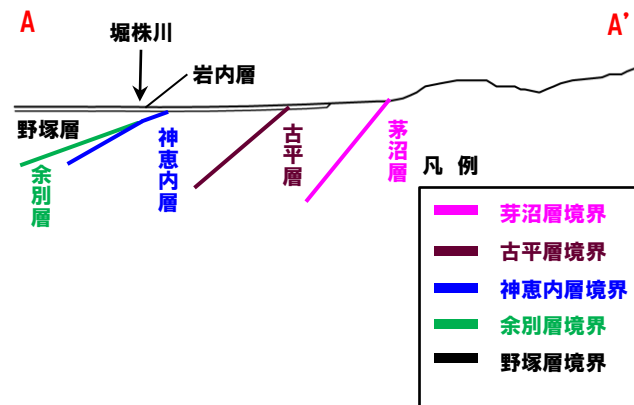 A
A'
堀株川
岩内層
野塚層
余別層
神恵内層
古平層
茅沼層
凡 例
茅沼層境界
古平層境界
神恵内層境界
余別層境界
野塚層境界